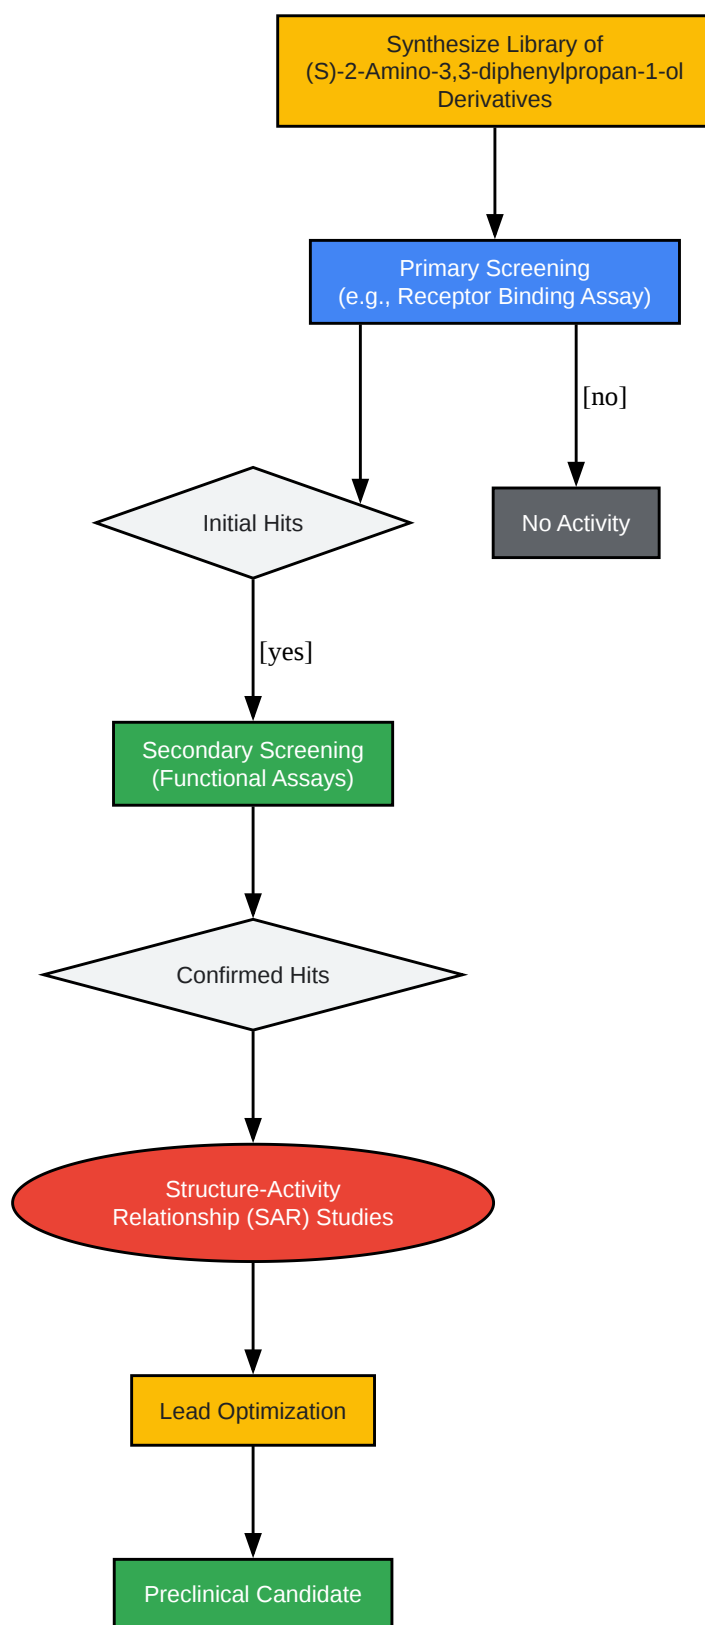 Synthesize Library of
(S)-2-Amino-3,3-diphenylpropan-1-ol
Derivatives
Primary Screening
(e.g., Receptor Binding Assay)
[no]
Initial Hits
No Activity
[yes]
Secondary Screening
(Functional Assays)
Confirmed Hits
Structure-Activity
Relationship (SAR) Studies
Lead Optimization
Preclinical Candidate